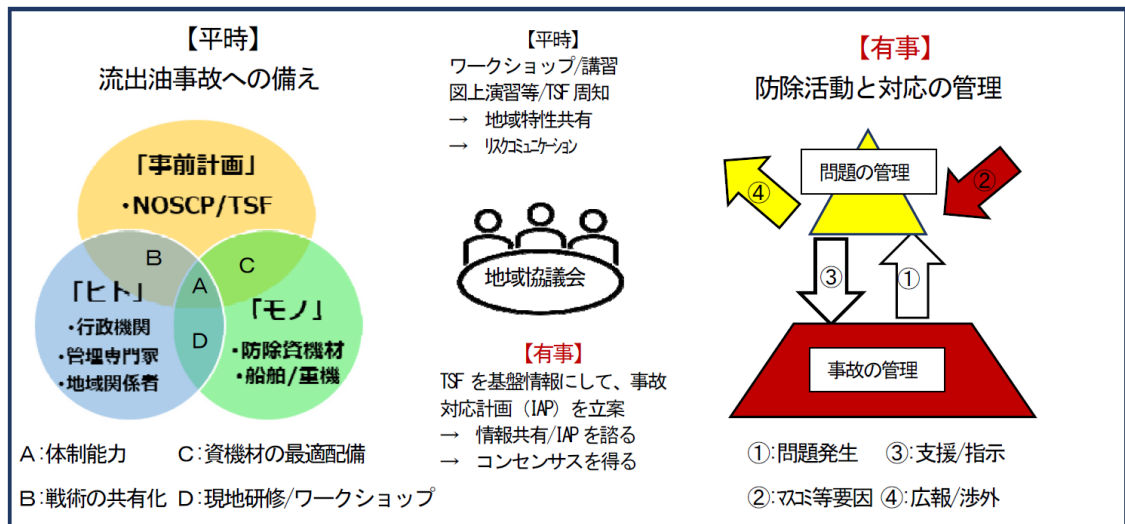 【平時】
流出油事故への備え
「事前計画」
・NOSCP/TSF
B
C
A
「ヒト」
・行政機関
・管理専門家
・地域関係者
D
「モノ」
・防除資機材
・船舶/重機
A:体制能力 C:資機材の最適配備
B:戦術の共有化 D:現地研修/ワークショップ
【平時】
ワークショップ/講習
図上演習等/TSF 周知
→ 地域特性共有
→ リスクコミュニケーション
地域協議会
【有事】
TSF を基盤情報にして、事故
対応計画（IAP）を立案
→ 情報共有/IAP を諮る
→ コンセンサスを得る
【有事】
防除活動と対応の管理
問題の管理
④
②
③
①
事故の管理
①:問題発生 ③:支援/指示
②:マスコミ等要因 ④:広報/渉外